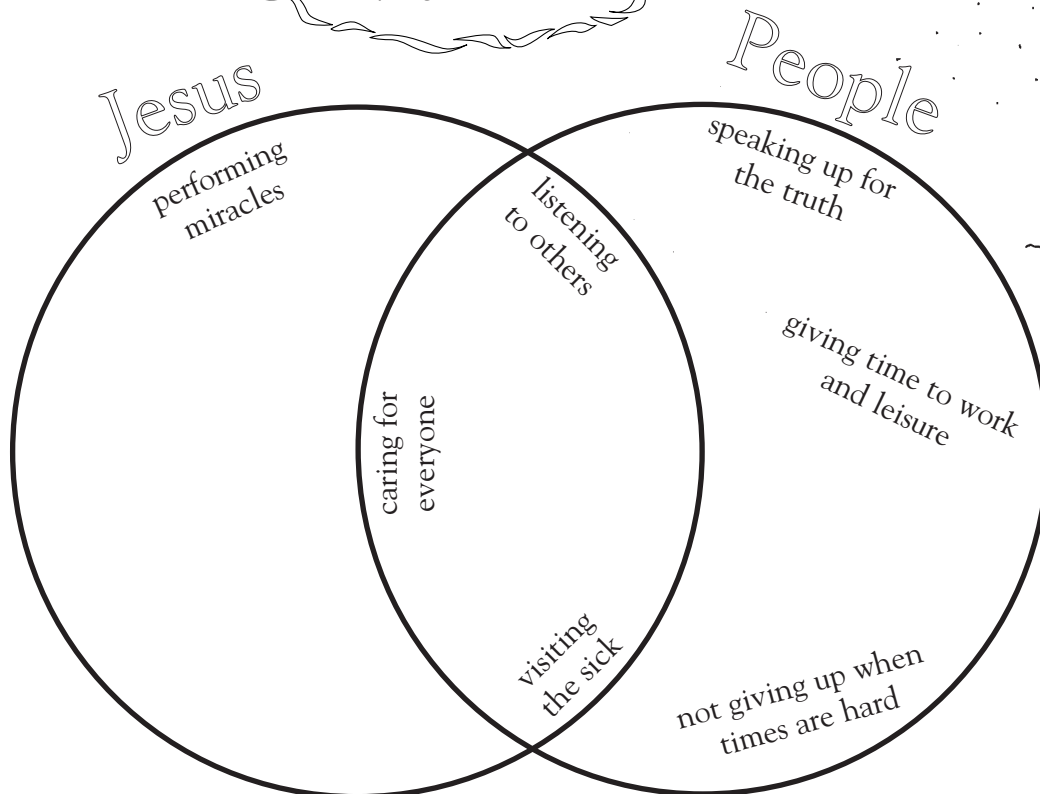 Jesus
People
performing
miracles
listening
to others
speaking up for
the truth
giving time to work
and leisure
caring for
everyone
visiting
the sick
not giving up when
times are hard